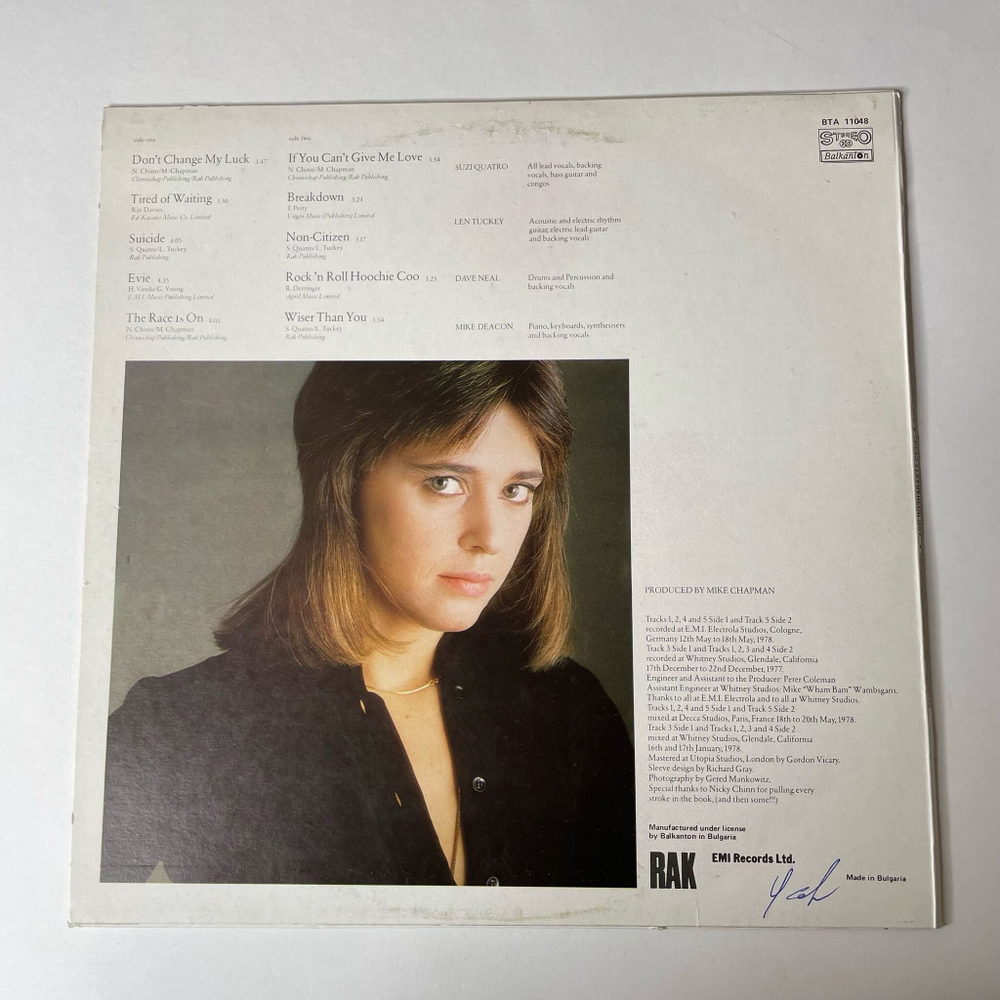 side one
Don't Change My Luck 3.47
N. Chinn/M. Chapman
Chinnichap Publishing/Rak Publishing
Tired of Waiting 3.30
Ray Davies
Ed. Kassner Music Co. Limited
Suicide 4.05
S. Quatro/L. Tuckey
Rak Publishing
Evie 4.35
H. Vanda/G. Young
E.M.I. Music Publishing Limited
The Race is On 4.03
N. Chinn/M. Chapman
Chinnichap Publishing/Rak Publishing
side two
If You Can't Give Me Love 3.54
N. Chinn/M. Chapman
Chinnichap Publishing/Rak Publishing
Breakdown 3.24
T. Petty
Virgin Music (Publishers) Limited
Non-Citizen 3.17
S. Quatro/L. Tuckey
Rak Publishing
Rock 'n Roll Hoochie Coo 3.25
R. Derringer
April Music Limited
Wiser Than You 3.54
S. Quatro/L. Tuckey
Rak Publishing
SUZI QUATRO
All lead vocals, backing
vocals, bass guitar and
congos
LEN TUCKEY
Acoustic and electric rhythm
guitar, electric lead guitar
and backing vocals
DAVE NEAL
Drums and Percussion and
backing vocals
MIKE DEACON
Piano, keyboards, synthesisers
and backing vocals
BTA 11048
STEREO
Balkanton
PRODUCED BY MIKE CHAPMAN
Tracks 1, 2, 4 and 5 Side 1 and Track 5 Side 2
recorded at E.M.I. Electrola Studios, Cologne,
Germany 12th May to 18th May, 1978.
Track 3 Side 1 and Tracks 1, 2, 3 and 4 Side 2
recorded at Whitney Studios, Glendale, California
17th December to 22nd December, 1977.
Engineer and Assistant to the Producer: Peter Coleman
Assistant Engineer at Whitney Studios: Mike "Wham Bam" Wambsgans.
Thanks to all at E.M.I. Electrola and to all at Whitney Studios.
Tracks 1, 2, 4 and 5 Side 1 and Track 5 Side 2
mixed at Decca Studios, Paris, France 18th to 20th May, 1978.
Track 3 Side 1 and Tracks 1, 2, 3 and 4 Side 2
mixed at Whitney Studios, Glendale, California
16th and 17th January, 1978.
Mastered at Utopia Studios, London by Gordon Vicary.
Sleeve design by Richard Gray.
Photography by Gered Mankowitz.
Special thanks to Nicky Chinn for pulling every
stroke in the book, (and then some!!!)
Manufactured under license
by Balkanton in Bulgaria
RAK
EMI Records Ltd.
Made in Bulgaria